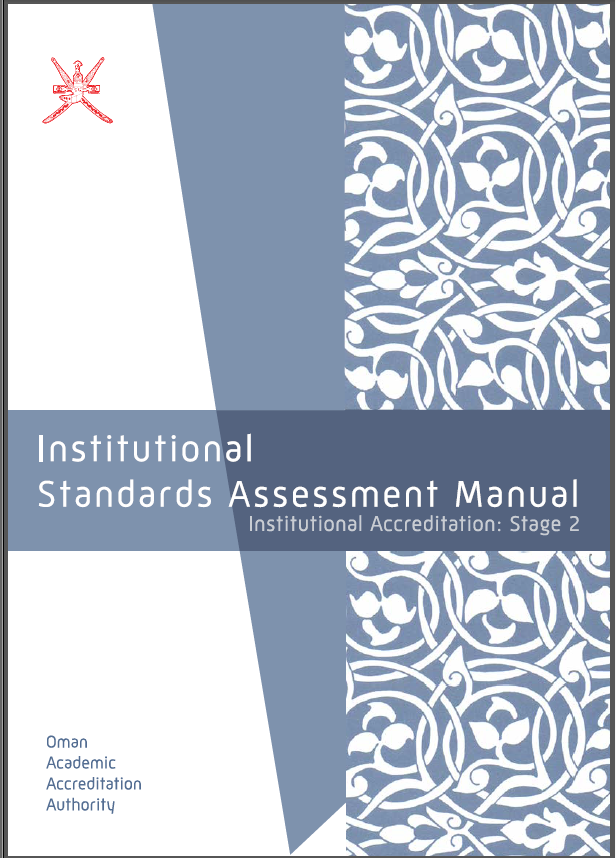 Institutional
Standards Assessment Manual
Institutional Accreditation: Stage 2
Oman
Academic
Accreditation
Authority